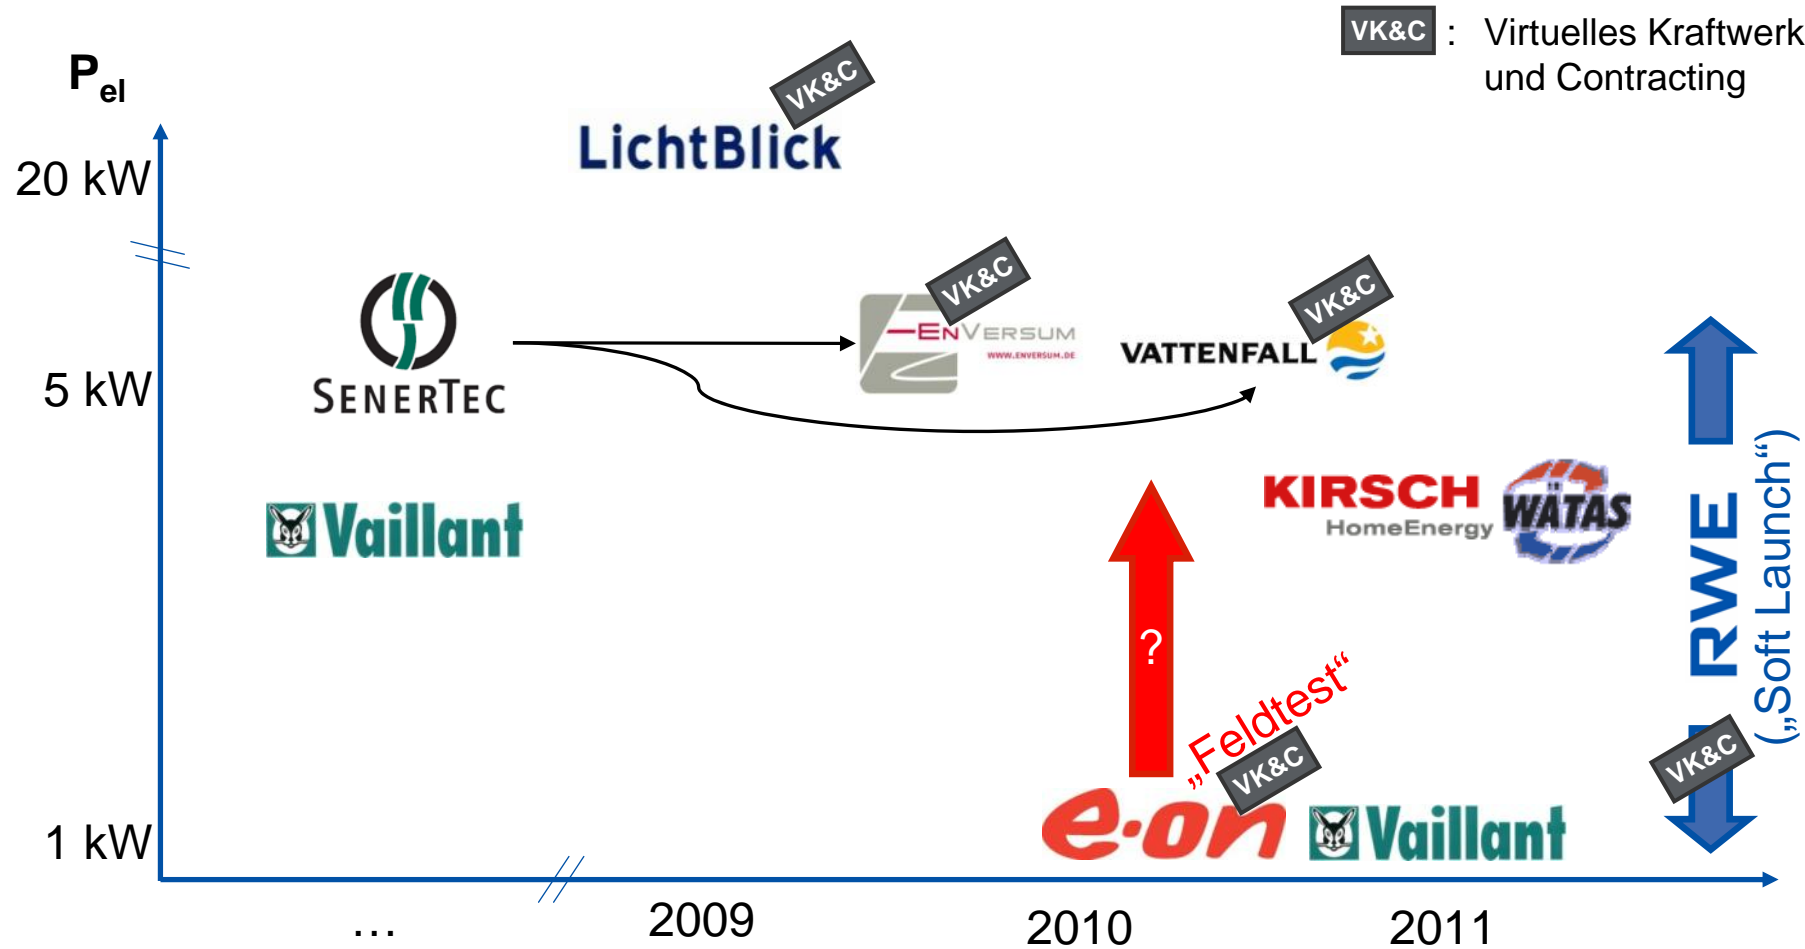 VK&C : Virtuelles Kraftwerk
und Contracting
Pel
VK&C
LichtBlick
20 kW
VK&C
VK&C
ENVERSUM
WWW.ENVERSUM.DE
VATTENFALL
SENERTEC
5 kW
KIRSCH
HomeEnergy
WÄTAS
Vaillant
RWE
(„Soft Launch“)
?
„Feldtest“
VK&C
VK&C
e·on
Vaillant
1 kW
...
2009
2010
2011